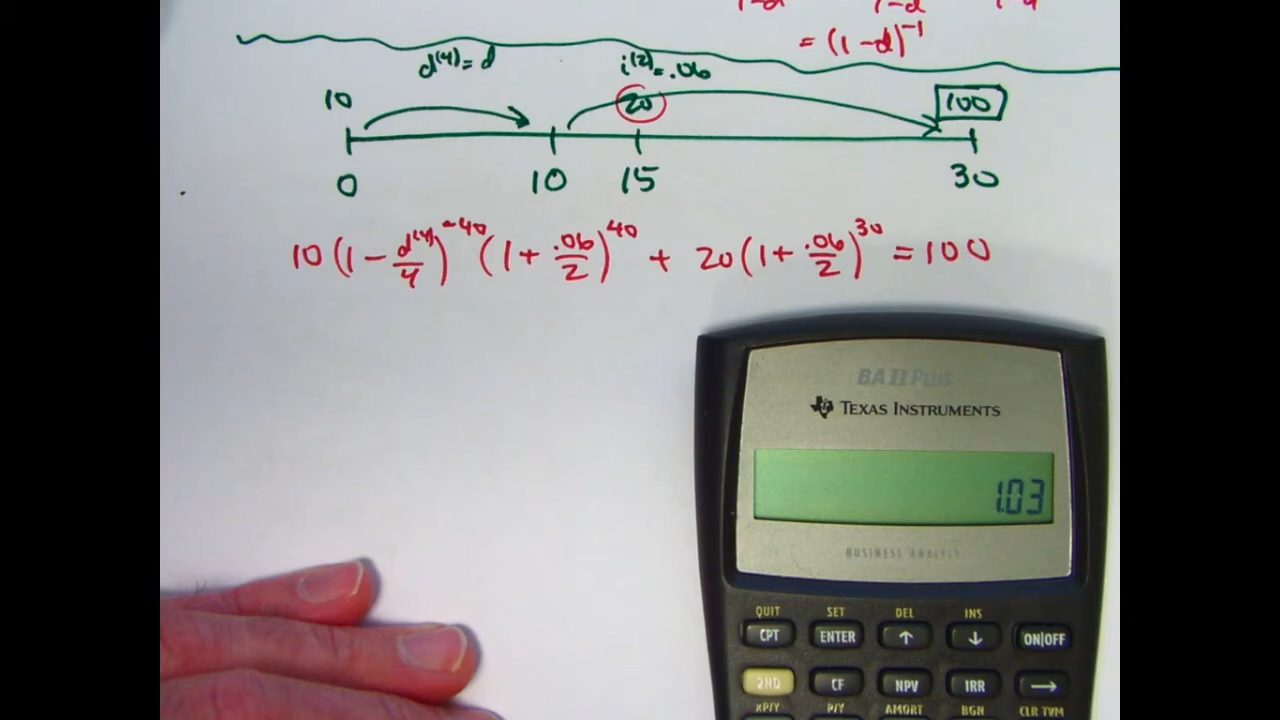 = (1-d)⁻¹
d⁽⁴⁾= d i⁽²⁾= .06
10 20 100
0 10 15 30
10(1 - d⁽⁴⁾/4)⁻⁴⁰(1 + .06/2)⁴⁰ + 20(1 + .06/2)³⁰ = 100
BA II Plus
TEXAS INSTRUMENTS
1.03
BUSINESS ANALYST
QUIT SET DEL INS
CPT ENTER ↑ ↓ ON|OFF
2ND CF NPV IRR →
xP/Y P/Y AMORT BGN CLR TVM